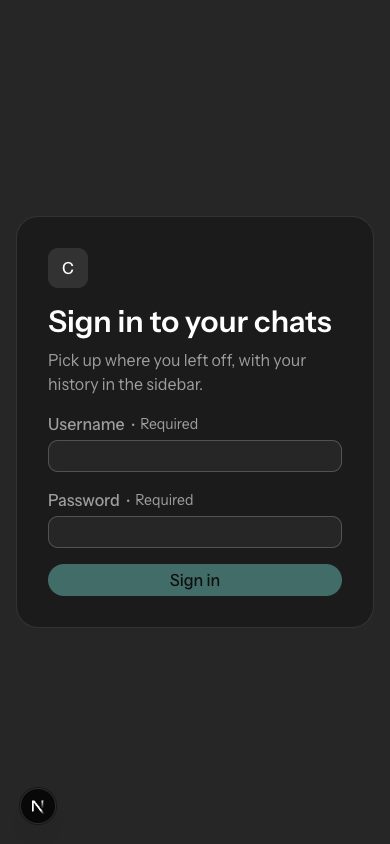 C
Sign in to your chats
Pick up where you left off, with your
history in the sidebar.
Username · Required
Password · Required
Sign in
N